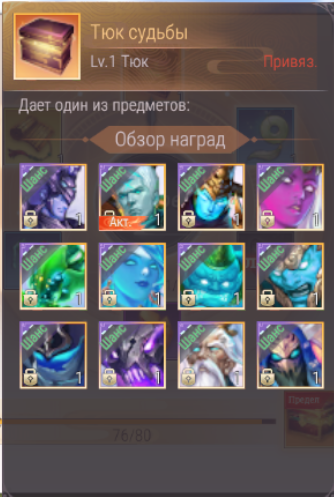 Тюк судьбы
Lv.1 Тюк
Привяз.
Дает один из предметов:
Обзор наград
Шанс
1
Шанс
Акт.
1
Шанс
1
Шанс
1
Шанс
1
Шанс
1
Шанс
1
Шанс
1
Шанс
1
Шанс
1
Шанс
1
Шанс
1
76/80